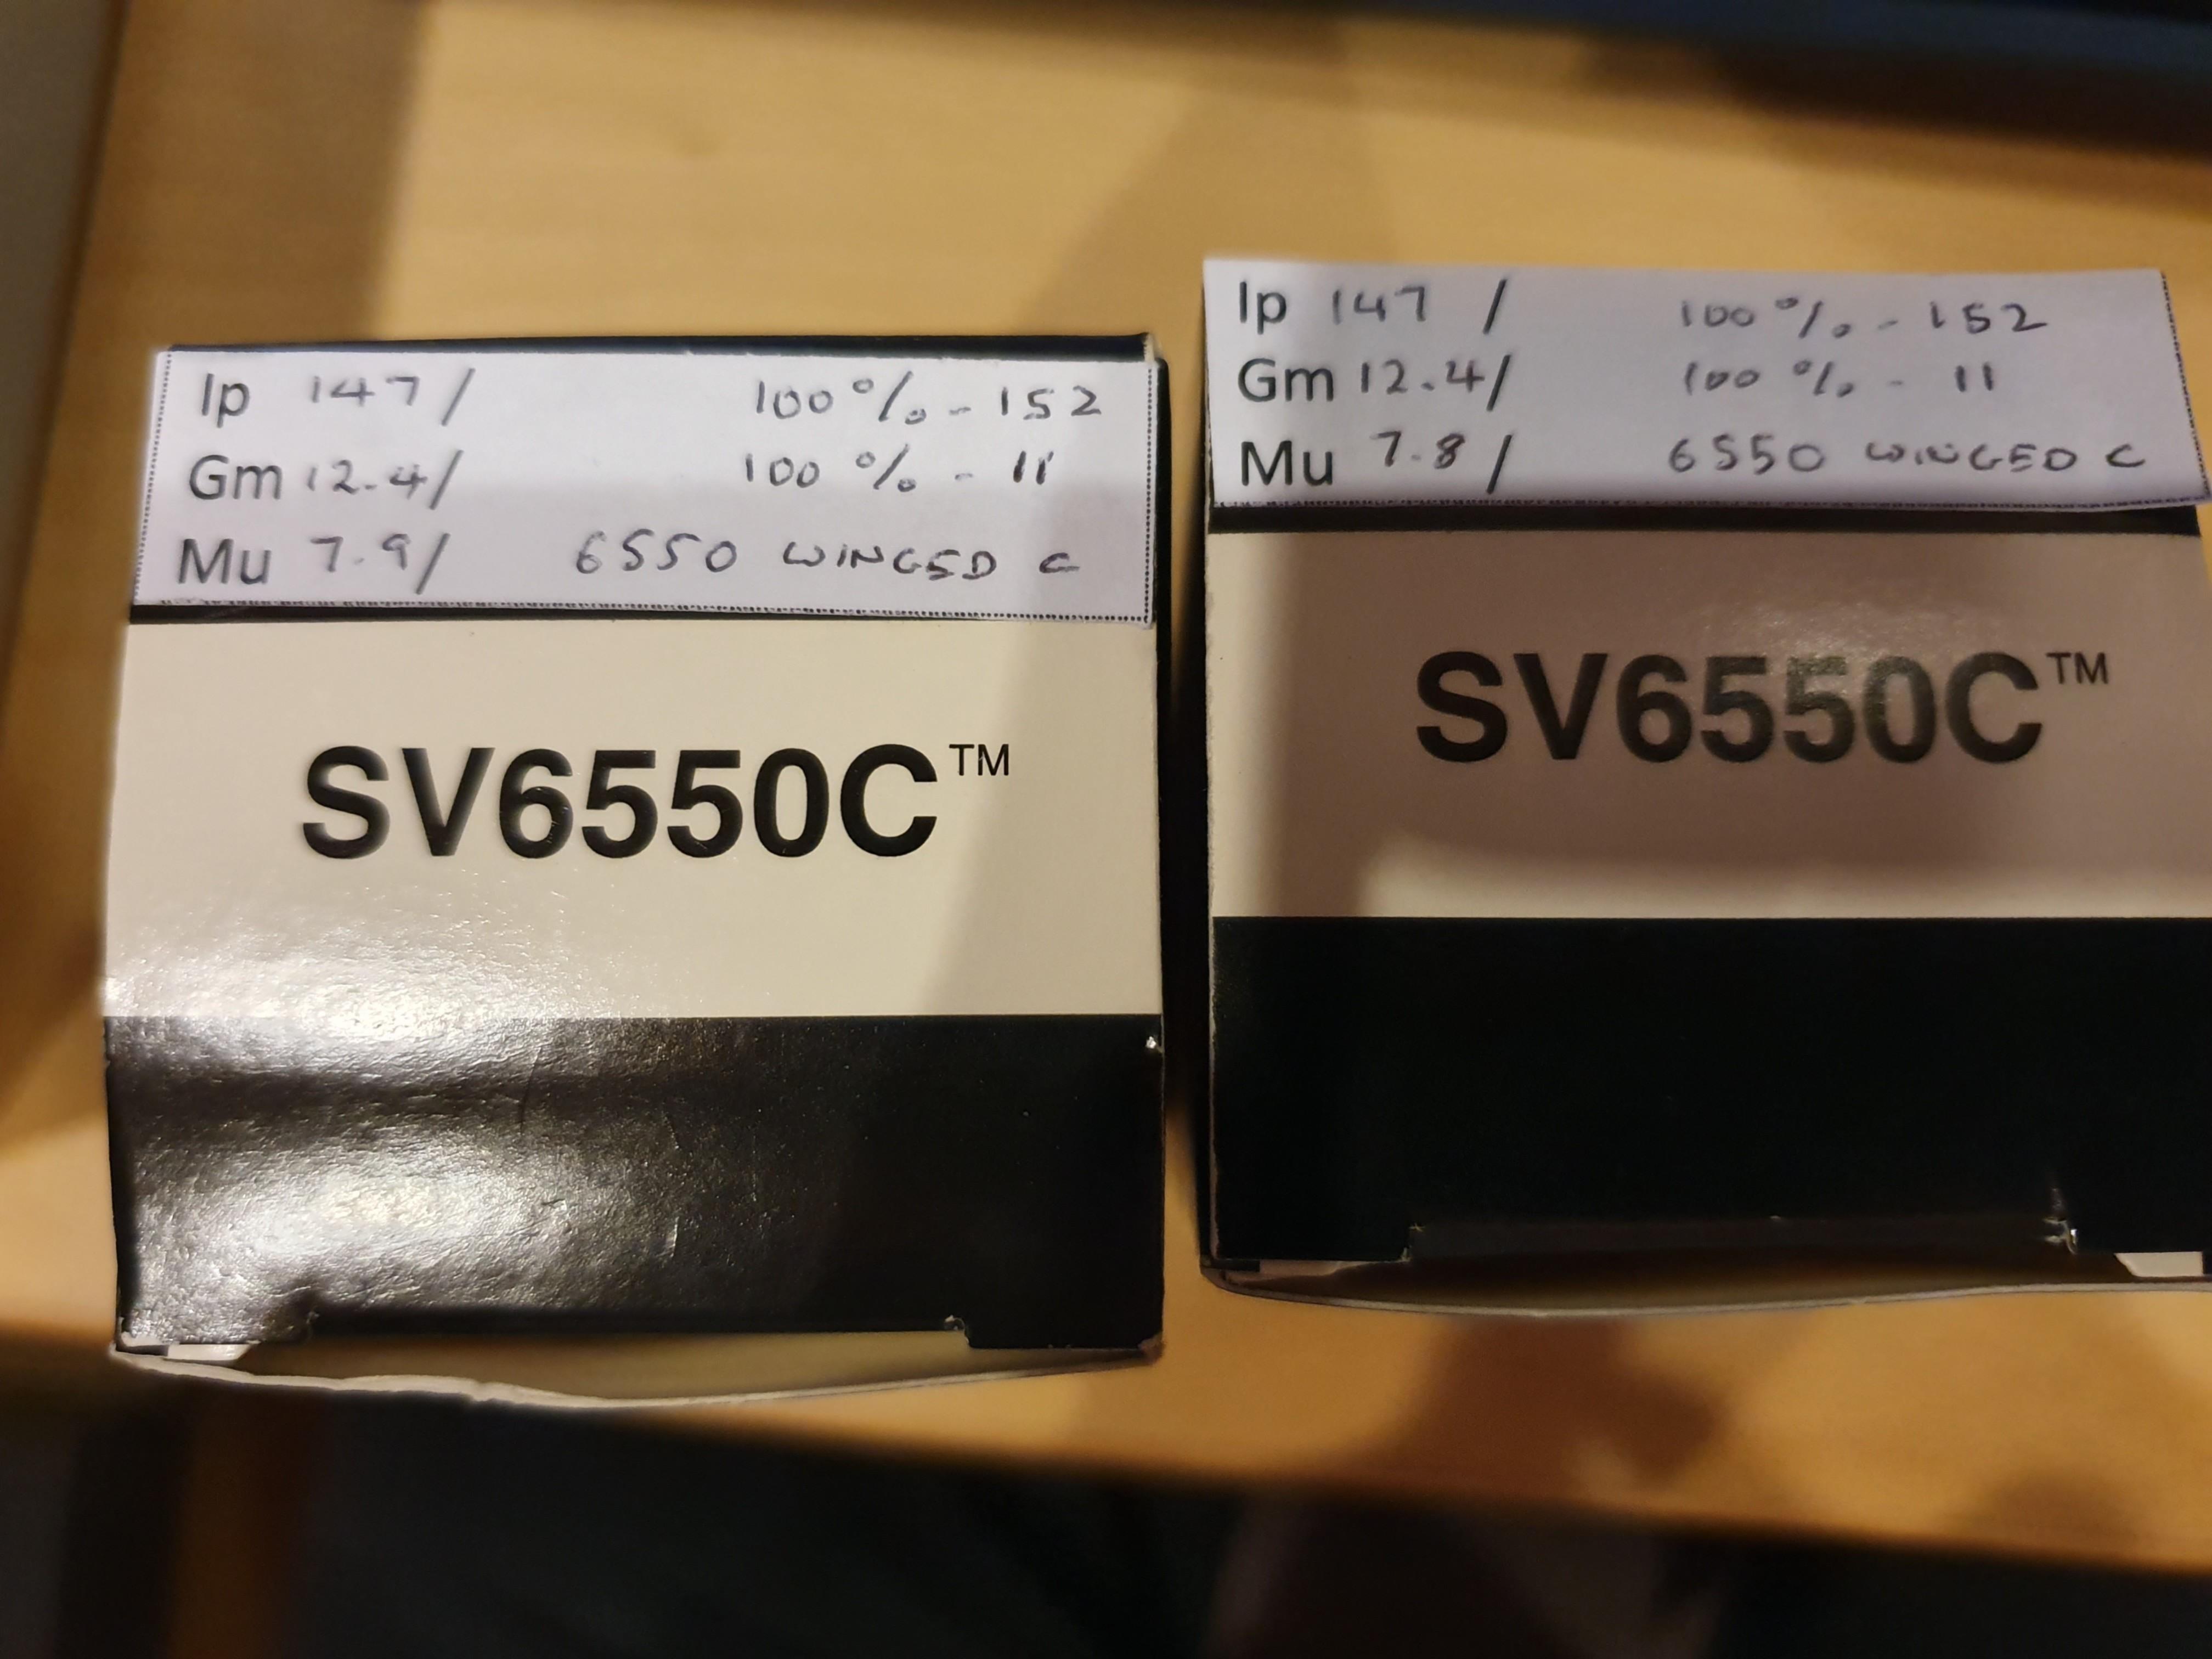 Ip 147 / 100% - 152
Gm 12.4/ 100% - 11
Mu 7.9/ 6550 WINGED C
SV6550C™
Ip 147 / 100% - 152
Gm 12.4/ 100% - 11
Mu 7.8/ 6550 WINGED C
SV6550C™